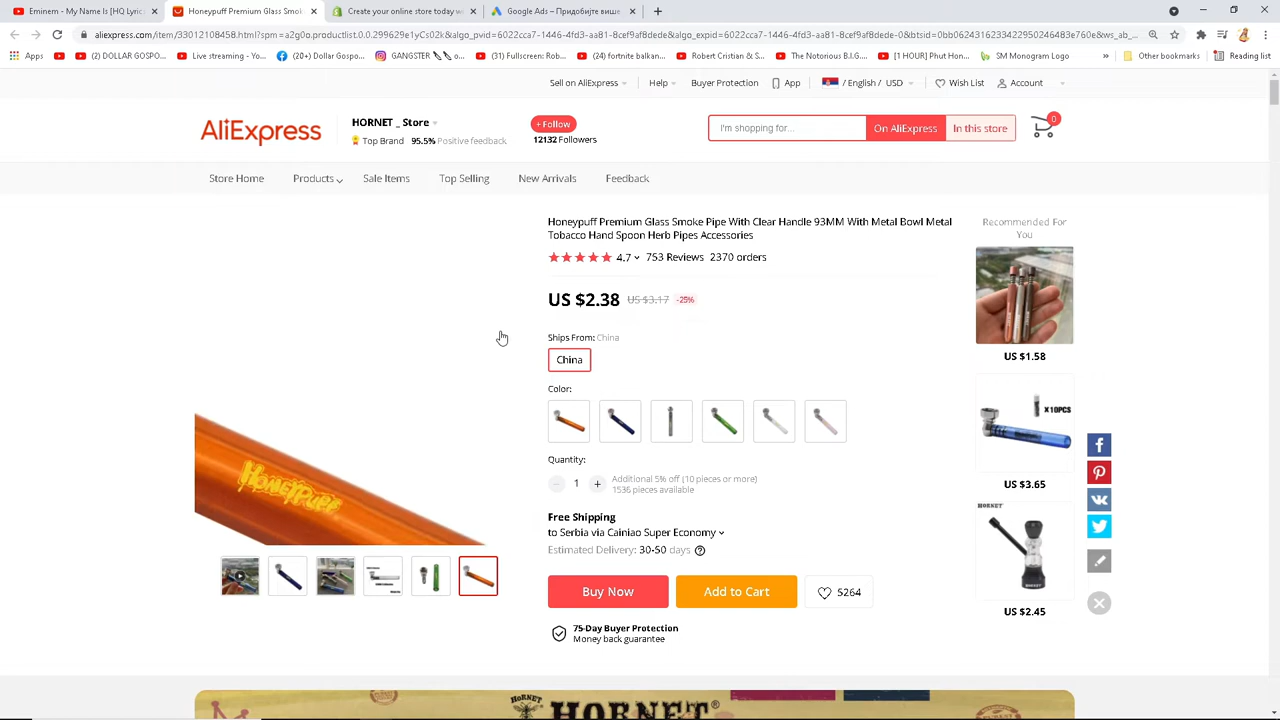 Eminem - My Name Is [HQ Lyric
Honeypuff Premium Glass Smok
Create your online store today w
Google Ads – Придобијте више
aliexpress.com/item/33012108458.html?spm=a2g0o.productlist.0.0.299629e1yCs02k&algo_pvid=6022cca7-1446-4fd3-aa81-8cef9af8dede&algo_expid=6022cca7-1446-4fd3-aa81-8cef9af8dede-0&btsid=0bb0624316233422950246483e760e&ws_ab_...
Apps
(2) DOLLAR GOSPO...
Live streaming - Yo...
(20+) Dollar Gospo...
GANGSTER o...
(31) Fullscreen: Rom...
(24) fortnite balkan...
Robert Cristian & S...
The Notorious B.I.G....
[1 HOUR] Phut Hon...
SM Monogram Logo
»
Other bookmarks
Reading list
Sell on AliExpress
Help
Buyer Protection
App
/ English / USD
Wish List
Account
AliExpress
HORNET _ Store
Top Brand 95.5% Positive feedback
+ Follow
12132 Followers
I'm shopping for...
On AliExpress
In this store
0
Store Home
Products
Sale Items
Top Selling
New Arrivals
Feedback
Honeypuff Premium Glass Smoke Pipe With Clear Handle 93MM With Metal Bowl Metal
Tobacco Hand Spoon Herb Pipes Accessories
4.7 753 Reviews 2370 orders
US $2.38 US $3.17 -25%
Ships From: China
China
Color:
Quantity:
− 1 +
Additional 5% off (10 pieces or more)
1536 pieces available
Free Shipping
to Serbia via Cainiao Super Economy
Estimated Delivery: 30-50 days
Buy Now
Add to Cart
5264
75-Day Buyer Protection
Money back guarantee
HONEYPUFF
Recommended For
You
US $1.58
X10PCS
US $3.65
HORNET
US $2.45
HORNET
HORNET®